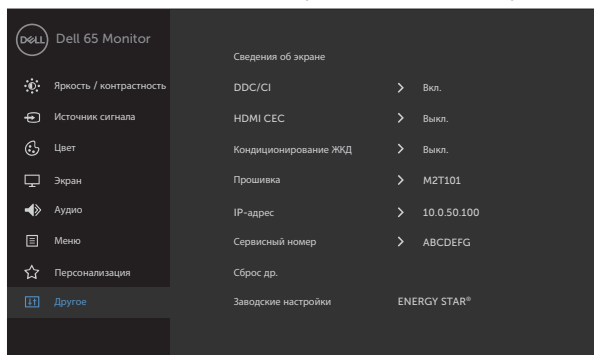 DELL Dell 65 Monitor
Яркость / контрастность
Источник сигнала
Цвет
Экран
Аудио
Меню
Персонализация
Другое
Сведения об экране
DDC/CI Вкл.
HDMI CEC Выкл.
Кондиционирование ЖКД Выкл.
Прошивка M2T101
IP-адрес 10.0.50.100
Сервисный номер ABCDEFG
Сброс др.
Заводские настройки ENERGY STAR®